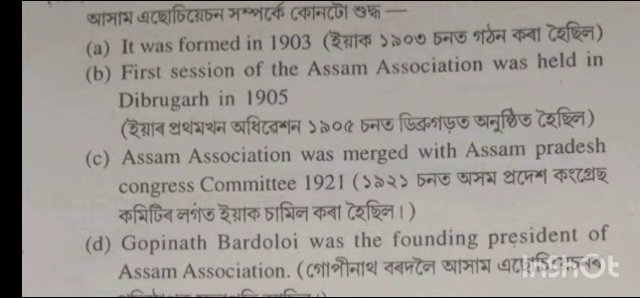 আসাম এছোচিয়েচন সম্পৰ্কে কোনটো শুদ্ধ —
(a) It was formed in 1903 (ইয়াক ১৯০৩ চনত গঠন কৰা হৈছিল)
(b) First session of the Assam Association was held in
Dibrugarh in 1905
(ইয়াৰ প্ৰথমখন অধিৱেশন ১৯০৫ চনত ডিব্ৰুগড়ত অনুষ্ঠিত হৈছিল)
(c) Assam Association was merged with Assam pradesh
congress Committee 1921 (১৯২১ চনত অসম প্ৰদেশ কংগ্ৰেছ
কমিটিৰ লগত ইয়াক চামিল কৰা হৈছিল।)
(d) Gopinath Bardoloi was the founding president of
Assam Association. (গোপীনাথ বৰদলৈ আসাম
InShot